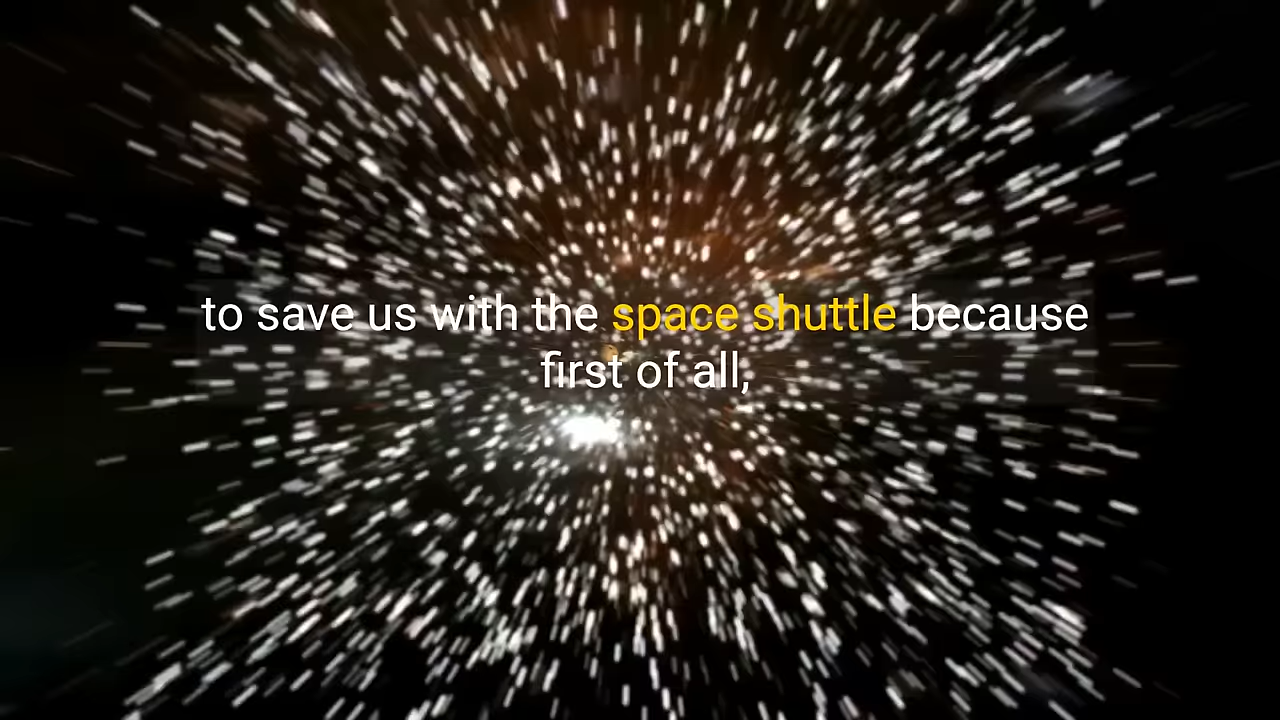 to save us with the space shuttle because
first of all,